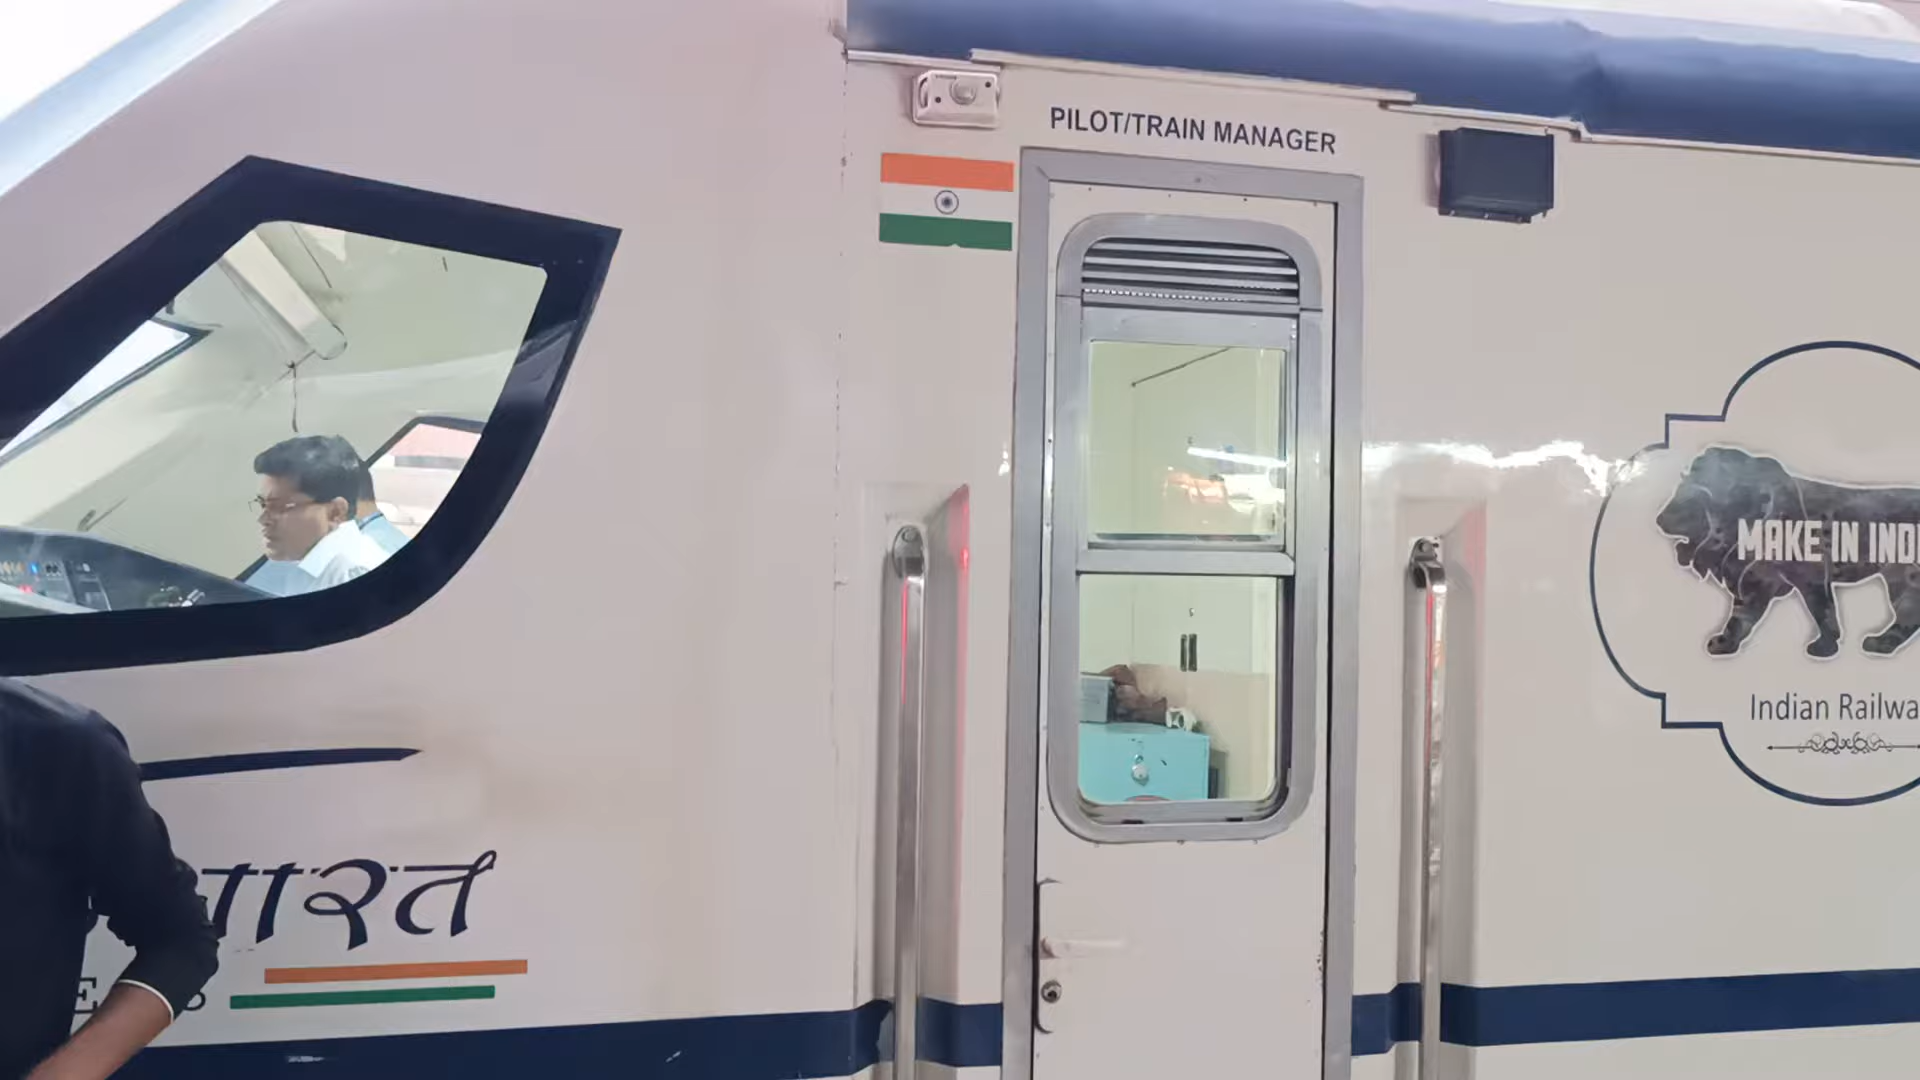 PILOT/TRAIN MANAGER
MAKE IN INDI
Indian Railwa
भारत